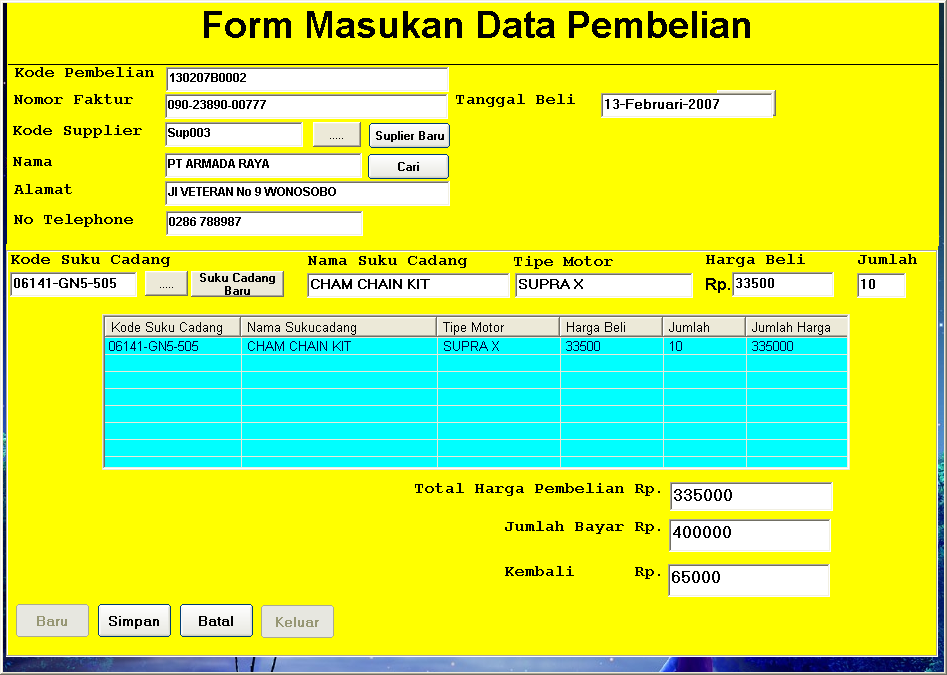 Form Masukan Data Pembelian
Kode Pembelian 130207B0002
Nomor Faktur 090-23890-00777 Tanggal Beli 13-Februari-2007
Kode Supplier Sup003 ..... Suplier Baru
Nama PT ARMADA RAYA Cari
Alamat Jl VETERAN No 9 WONOSOBO
No Telephone 0286 788987
Kode Suku Cadang Nama Suku Cadang Tipe Motor Harga Beli Jumlah
06141-GN5-505 ..... Suku Cadang Baru CHAM CHAIN KIT SUPRA X Rp. 33500 10
Kode Suku Cadang Nama Sukucadang Tipe Motor Harga Beli Jumlah Jumlah Harga
06141-GN5-505 CHAM CHAIN KIT SUPRA X 33500 10 335000
Total Harga Pembelian Rp. 335000
Jumlah Bayar Rp. 400000
Kembali Rp. 65000
Baru Simpan Batal Keluar